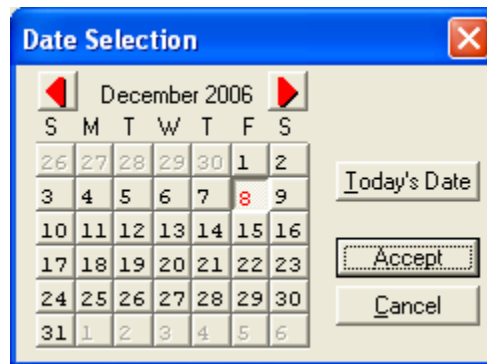 Date Selection
December 2006
S M T W T F S
26 27 28 29 30 1 2
3 4 5 6 7 8 9
10 11 12 13 14 15 16
17 18 19 20 21 22 23
24 25 26 27 28 29 30
31 1 2 3 4 5 6
Today's Date
Accept
Cancel